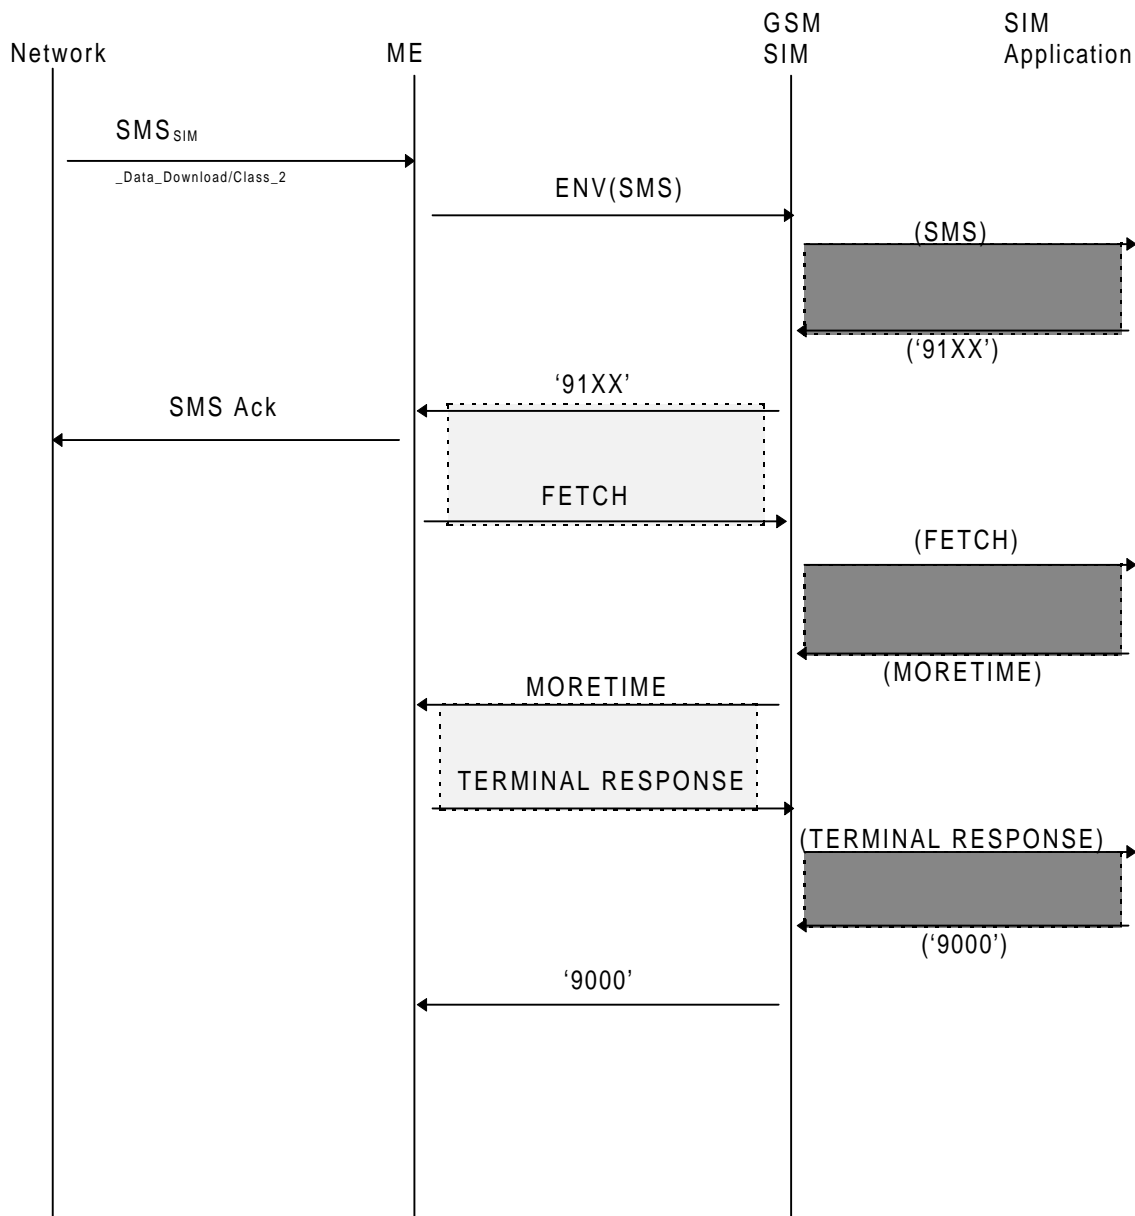 GSM SIM
Network ME SIM Application
SMS SIM
_Data_Download/Class_2
ENV(SMS)
(SMS)
(‘91XX’)
‘91XX’
SMS Ack
FETCH
(FETCH)
(MORETIME)
MORETIME
TERMINAL RESPONSE
(TERMINAL RESPONSE)
(‘9000’)
‘9000’